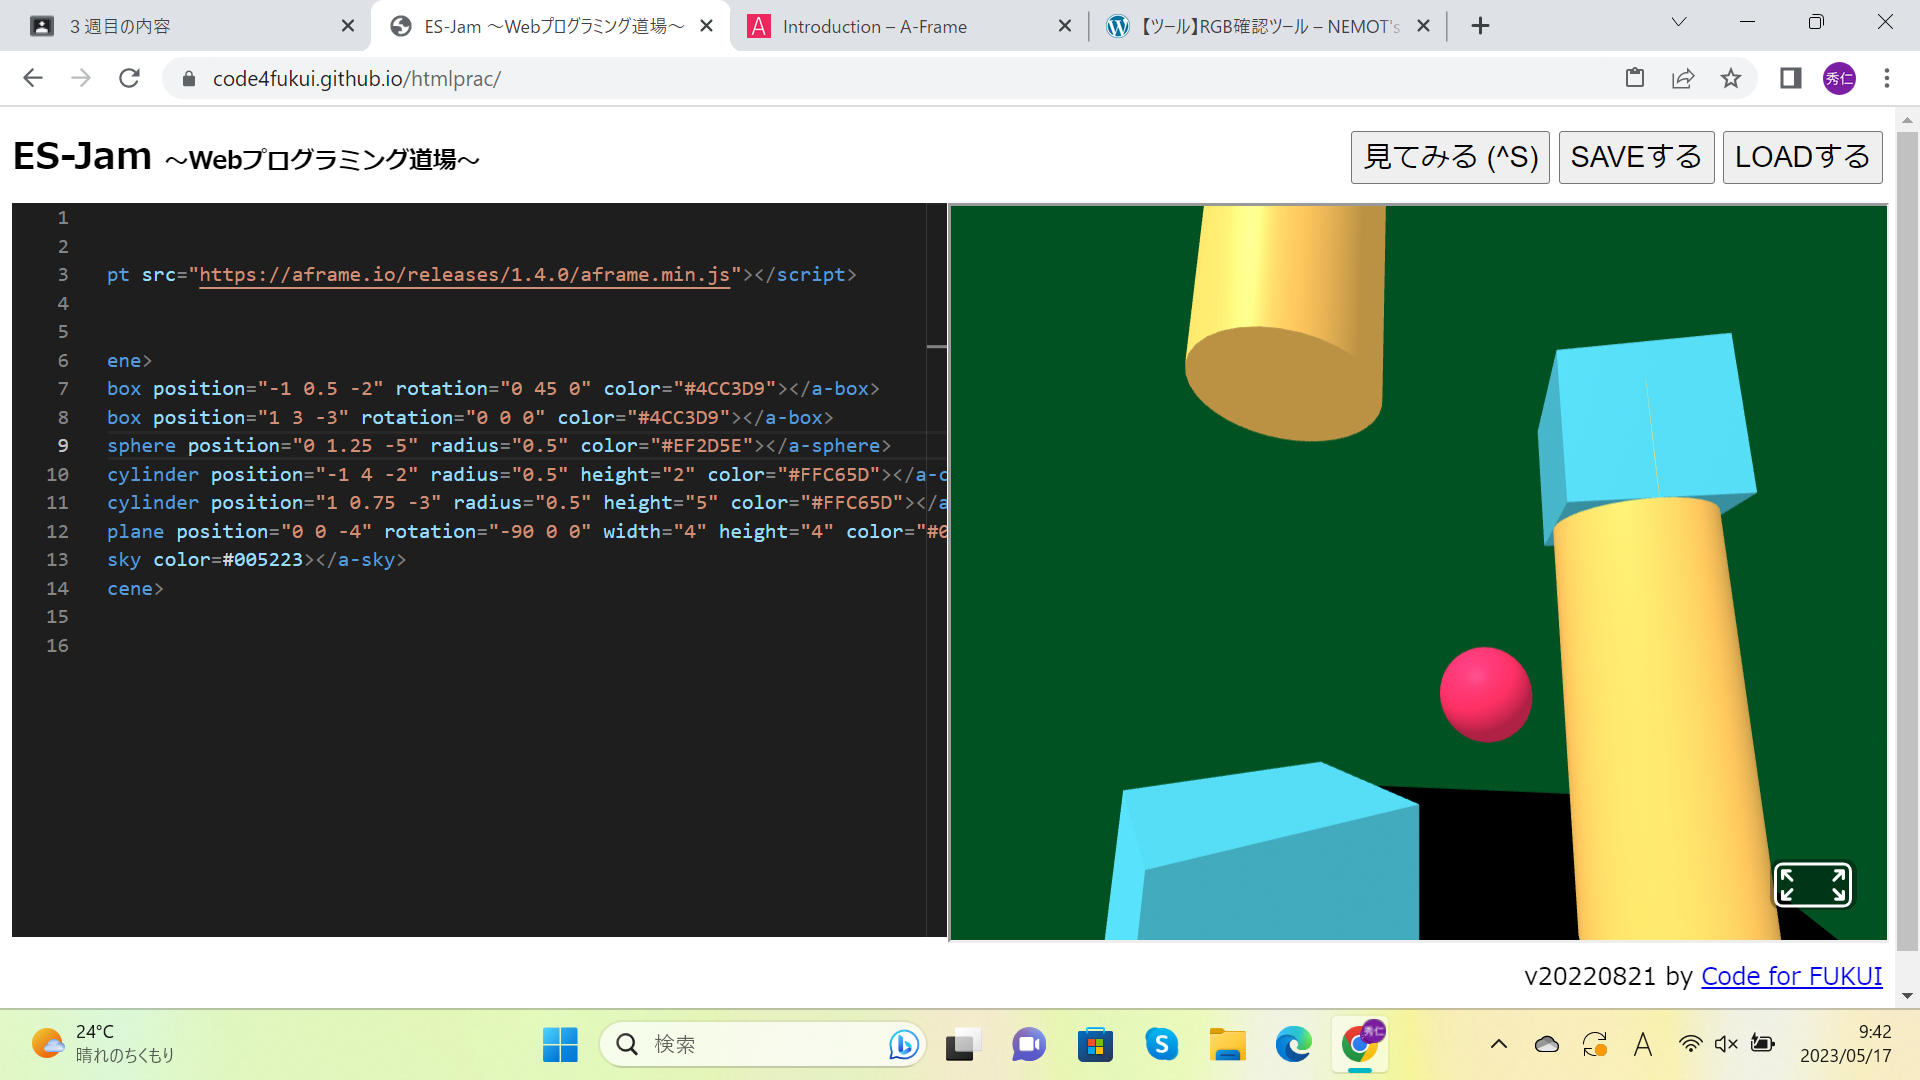 ３週目の内容
ES-Jam ～Webプログラミング道場～
Introduction – A-Frame
【ツール】RGB確認ツール – NEMOT's
code4fukui.github.io/htmlprac/
秀仁
ES-Jam ～Webプログラミング道場～
見てみる (^S)
SAVEする
LOADする
1
2
3 pt src="https://aframe.io/releases/1.4.0/aframe.min.js"></script>
4
5
6 ene>
7 box position="-1 0.5 -2" rotation="0 45 0" color="#4CC3D9"></a-box>
8 box position="1 3 -3" rotation="0 0 0" color="#4CC3D9"></a-box>
9 sphere position="0 1.25 -5" radius="0.5" color="#EF2D5E"></a-sphere>
10 cylinder position="-1 4 -2" radius="0.5" height="2" color="#FFC65D"></a-c
11 cylinder position="1 0.75 -3" radius="0.5" height="5" color="#FFC65D"></a
12 plane position="0 0 -4" rotation="-90 0 0" width="4" height="4" color="#0
13 sky color=#005223></a-sky>
14 cene>
15
16
v20220821 by Code for FUKUI
24°C
晴れのちくもり
検索
秀仁
A
9:42
2023/05/17